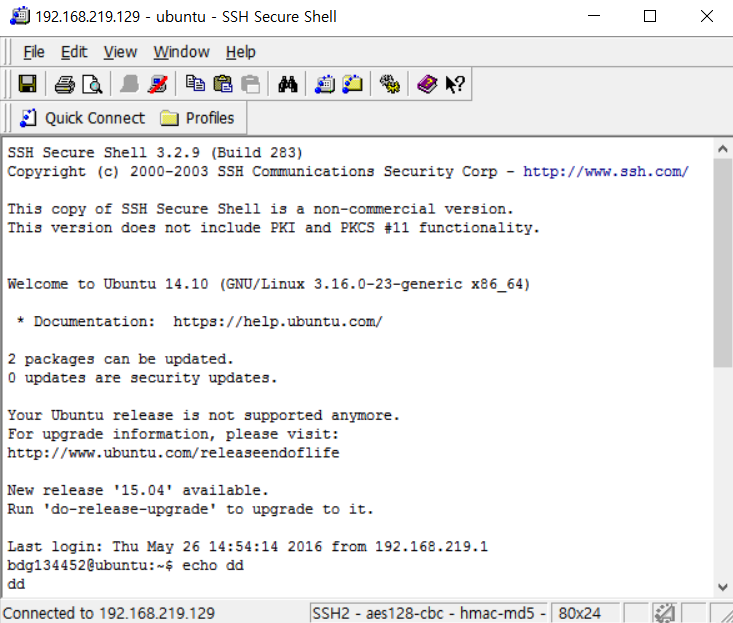 192.168.219.129 - ubuntu - SSH Secure Shell
File Edit View Window Help
Quick Connect Profiles
SSH Secure Shell 3.2.9 (Build 283)
Copyright (c) 2000-2003 SSH Communications Security Corp - http://www.ssh.com/
This copy of SSH Secure Shell is a non-commercial version.
This version does not include PKI and PKCS #11 functionality.
Welcome to Ubuntu 14.10 (GNU/Linux 3.16.0-23-generic x86_64)
* Documentation:  https://help.ubuntu.com/
2 packages can be updated.
0 updates are security updates.
Your Ubuntu release is not supported anymore.
For upgrade information, please visit:
http://www.ubuntu.com/releaseendoflife
New release '15.04' available.
Run 'do-release-upgrade' to upgrade to it.
Last login: Thu May 26 14:54:14 2016 from 192.168.219.1
bdg134452@ubuntu:~$ echo dd
dd
Connected to 192.168.219.129 SSH2 - aes128-cbc - hmac-md5 - 80x24